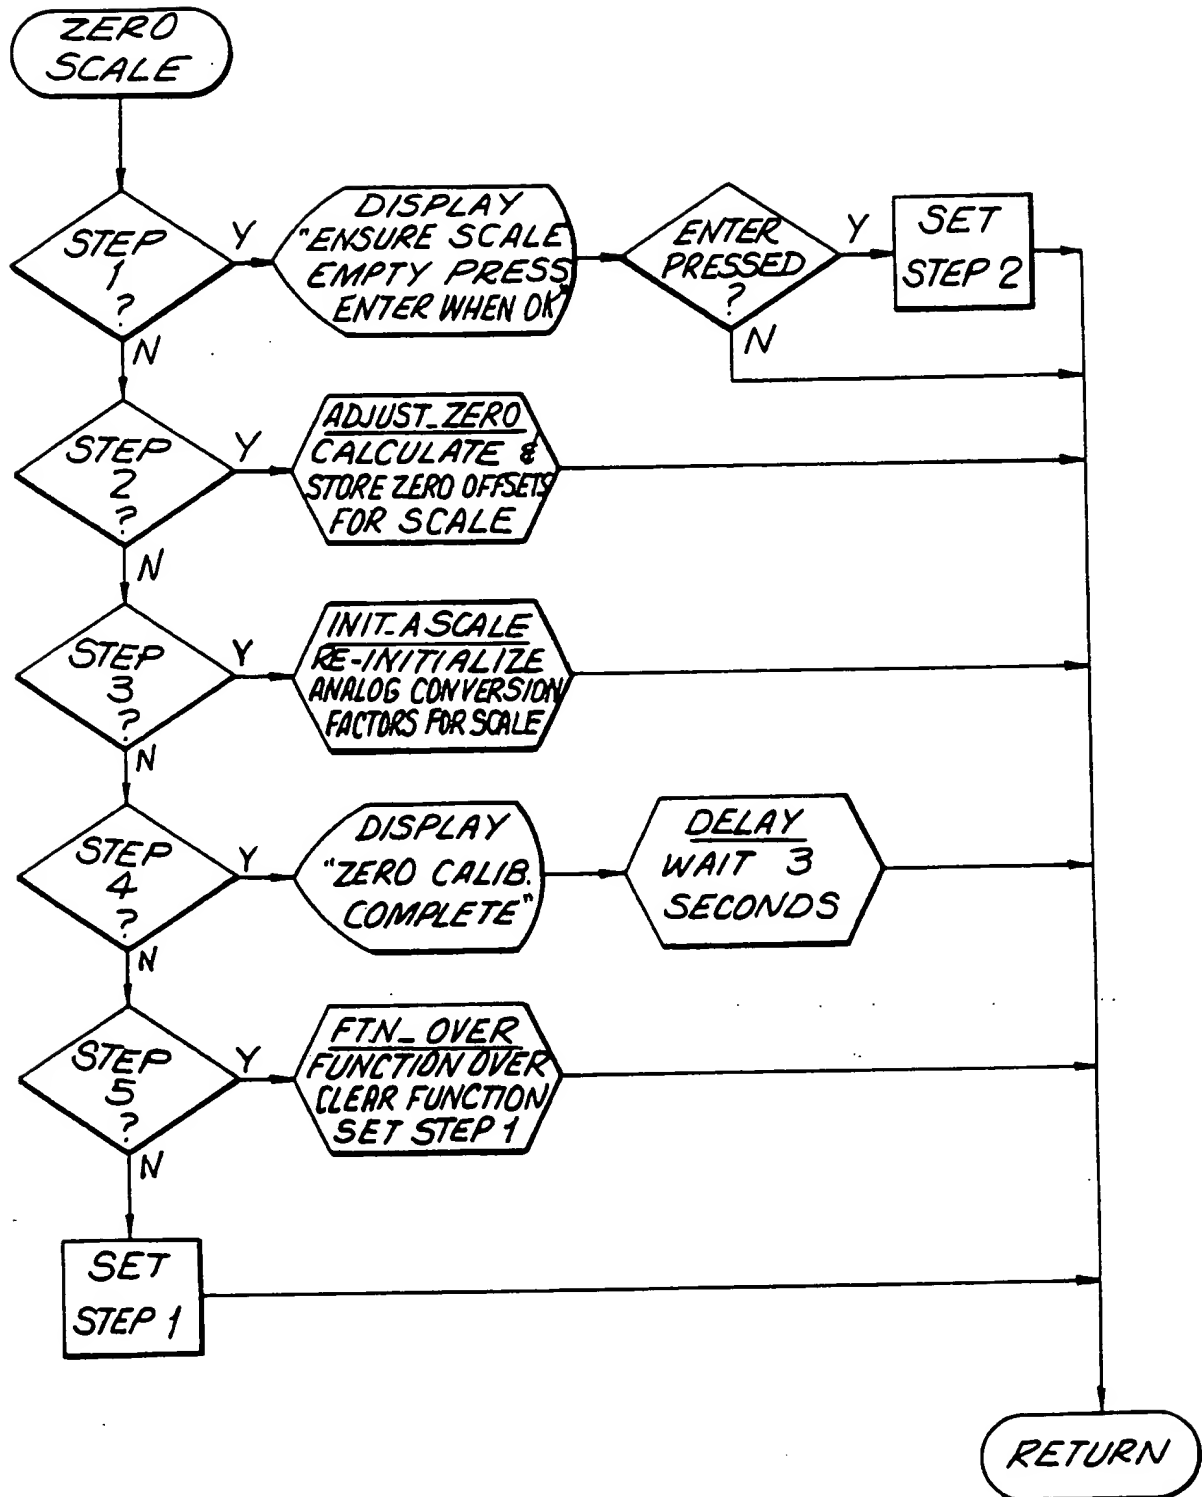 ZERO
SCALE
STEP
1
?
Y
N
DISPLAY
"ENSURE SCALE
EMPTY PRESS
ENTER WHEN OK"
ENTER
PRESSED
?
Y
N
SET
STEP 2
STEP
2
?
Y
N
ADJUST_ZERO
CALCULATE &
STORE ZERO OFFSETS
FOR SCALE
STEP
3
?
Y
N
INIT_ASCALE
RE-INITIALIZE
ANALOG CONVERSION
FACTORS FOR SCALE
STEP
4
?
Y
N
DISPLAY
"ZERO CALIB.
COMPLETE"
DELAY
WAIT 3
SECONDS
STEP
5
?
Y
N
FTN_OVER
FUNCTION OVER
CLEAR FUNCTION
SET STEP 1
SET
STEP 1
RETURN